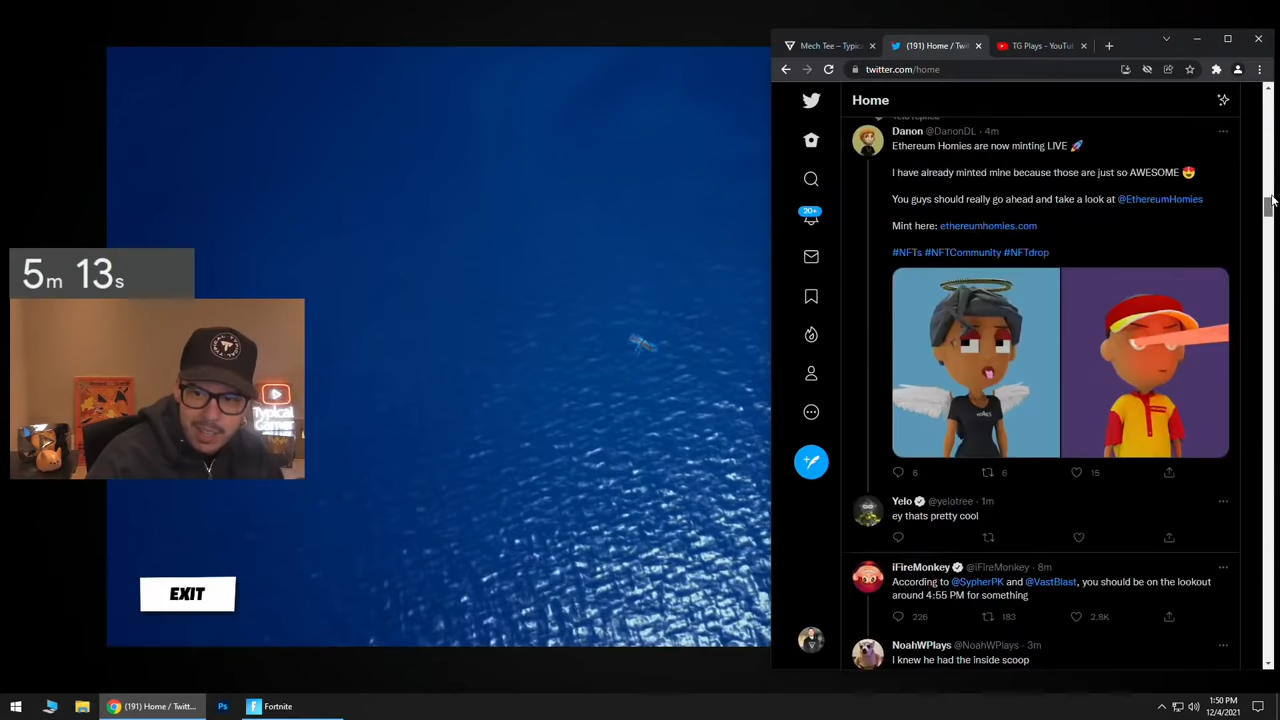 Mech Tee – Typic
(191) Home / Twi
TG Plays - YouTu
twitter.com/home
Home
Danon @DanonDL · 4m
Ethereum Homies are now minting LIVE 🚀
I have already minted mine because those are just so AWESOME 😍
You guys should really go ahead and take a look at @EthereumHomies
Mint here: ethereumhomies.com
#NFTs #NFTCommunity #NFTdrop
20+
6 6 15
Yelo @yelotree · 1m
ey thats pretty cool
iFireMonkey @iFireMonkey · 8m
According to @SypherPK and @VastBlast, you should be on the lookout
around 4:55 PM for something
226 183 2.8K
NoahWPlays @NoahWPlays · 3m
I knew he had the inside scoop
5m 13s
Typical
Gamer
EXIT
(191) Home / Twitt...
Ps
Fortnite
1:50 PM
12/4/2021